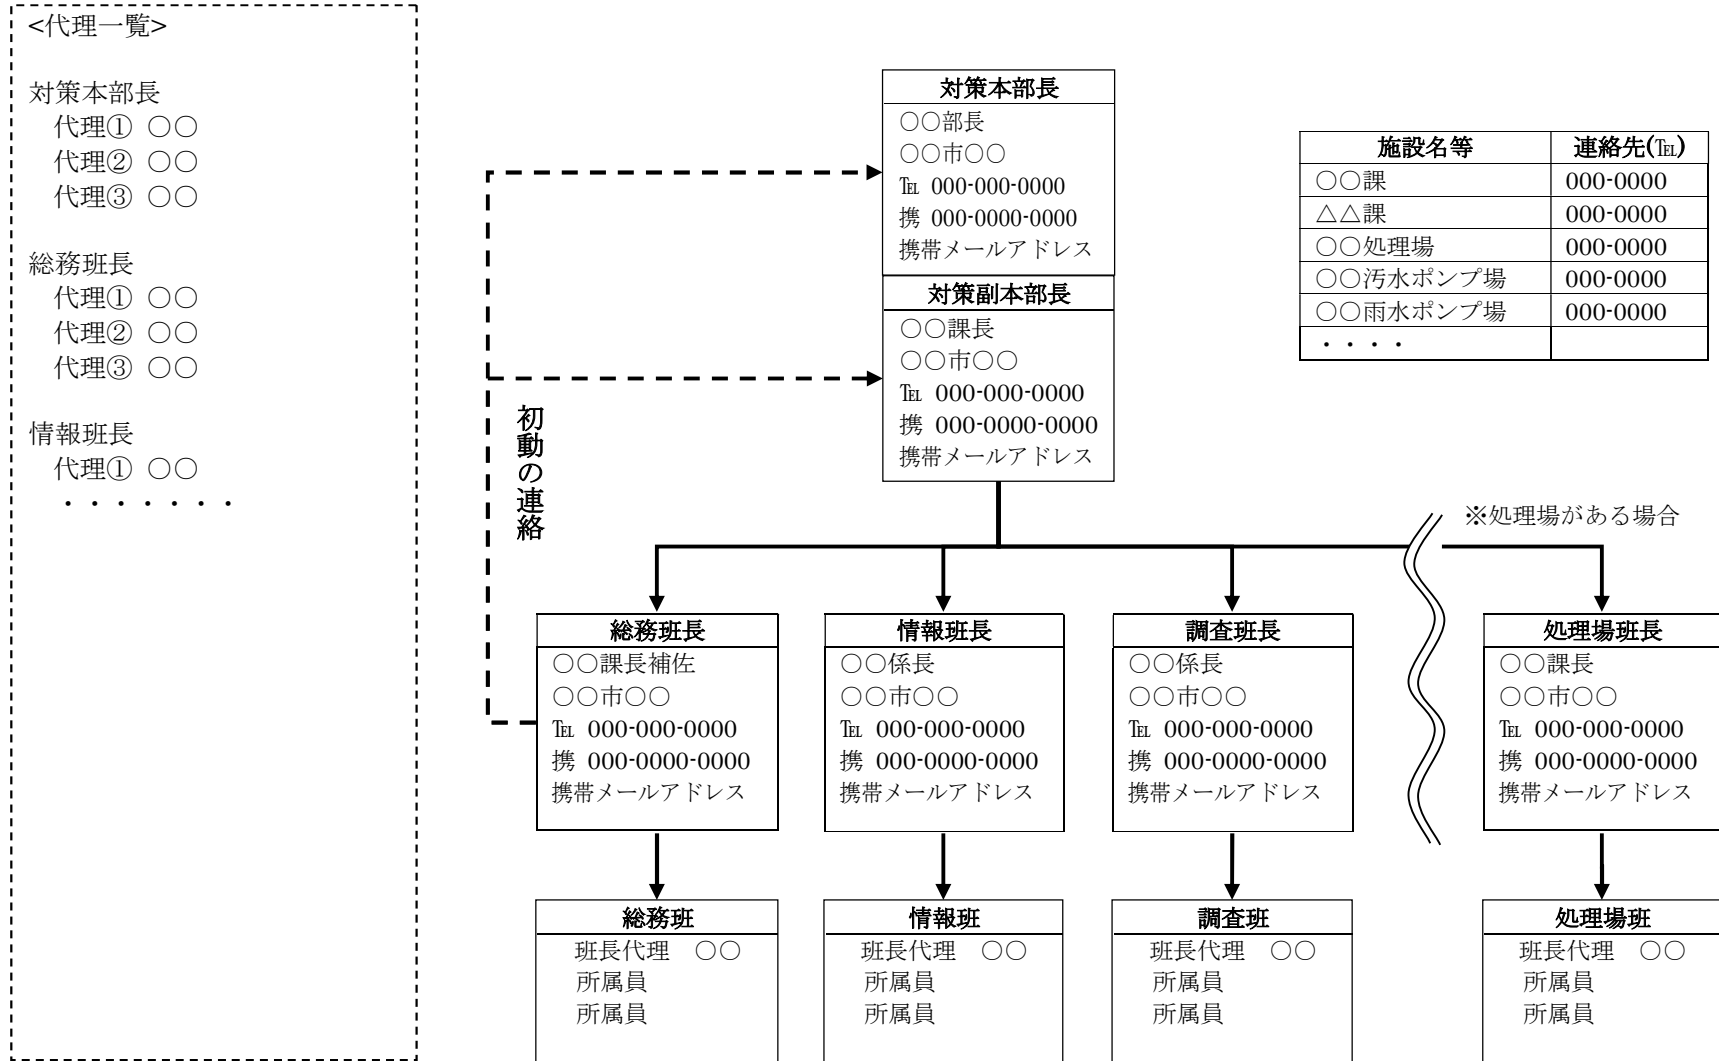 <代理一覧>
対策本部長
代理① ○○
代理② ○○
代理③ ○○
総務班長
代理① ○○
代理② ○○
代理③ ○○
情報班長
代理① ○○
・・・・・・・
対策本部長
○○部長
○○市○○
℡ 000-000-0000
携 000-0000-0000
携帯メールアドレス
対策副本部長
○○課長
○○市○○
℡ 000-000-0000
携 000-0000-0000
携帯メールアドレス
施設名等 連絡先(℡)
○○課 000-0000
△△課 000-0000
○○処理場 000-0000
○○汚水ポンプ場 000-0000
○○雨水ポンプ場 000-0000
・・・・
初動の連絡
※処理場がある場合
総務班長
○○課長補佐
○○市○○
℡ 000-000-0000
携 000-0000-0000
携帯メールアドレス
情報班長
○○係長
○○市○○
℡ 000-000-0000
携 000-0000-0000
携帯メールアドレス
調査班長
○○係長
○○市○○
℡ 000-000-0000
携 000-0000-0000
携帯メールアドレス
処理場班長
○○課長
○○市○○
℡ 000-000-0000
携 000-0000-0000
携帯メールアドレス
総務班
班長代理 ○○
所属員
所属員
情報班
班長代理 ○○
所属員
所属員
調査班
班長代理 ○○
所属員
所属員
処理場班
班長代理 ○○
所属員
所属員